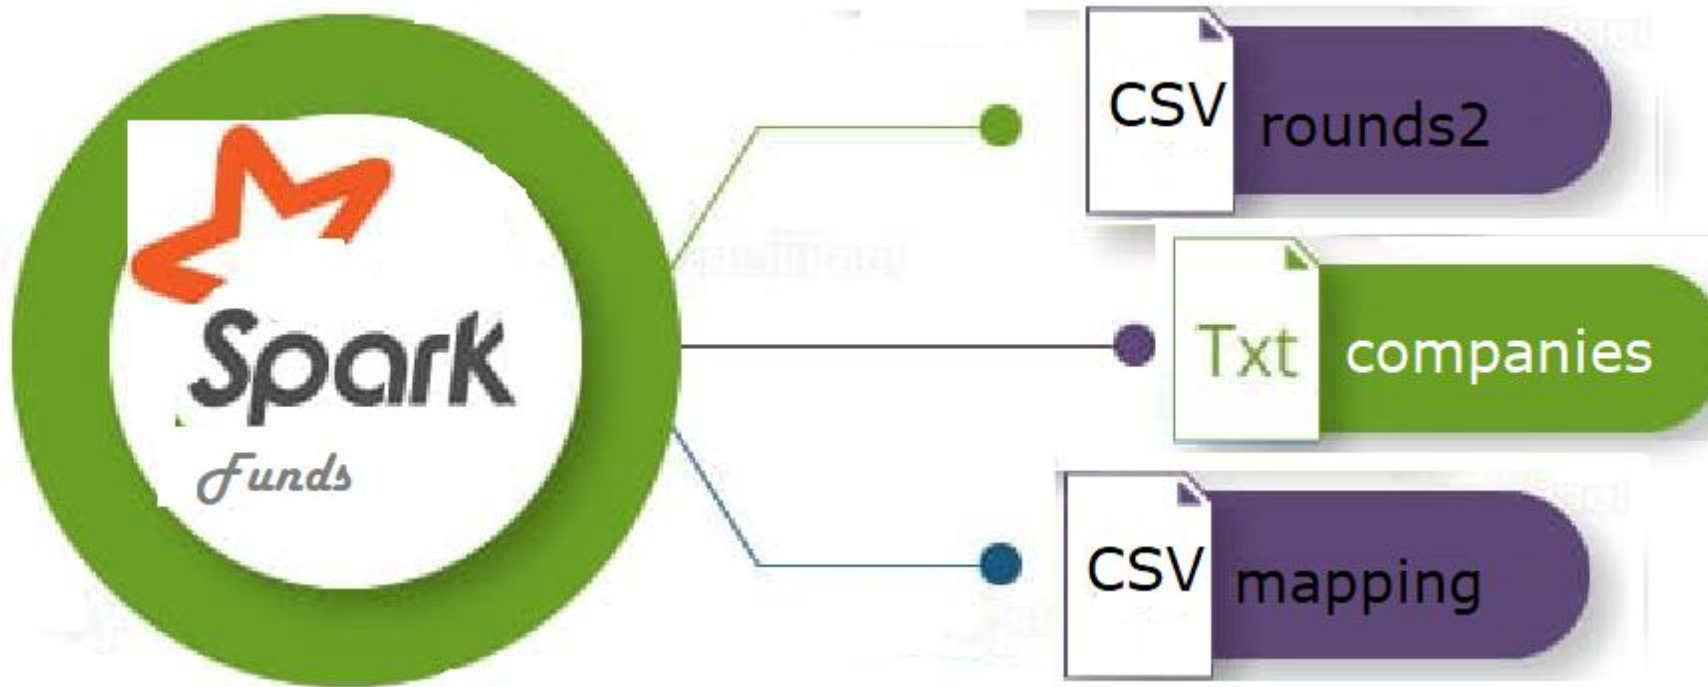 Spark
Funds
CSV rounds2
Txt companies
CSV mapping